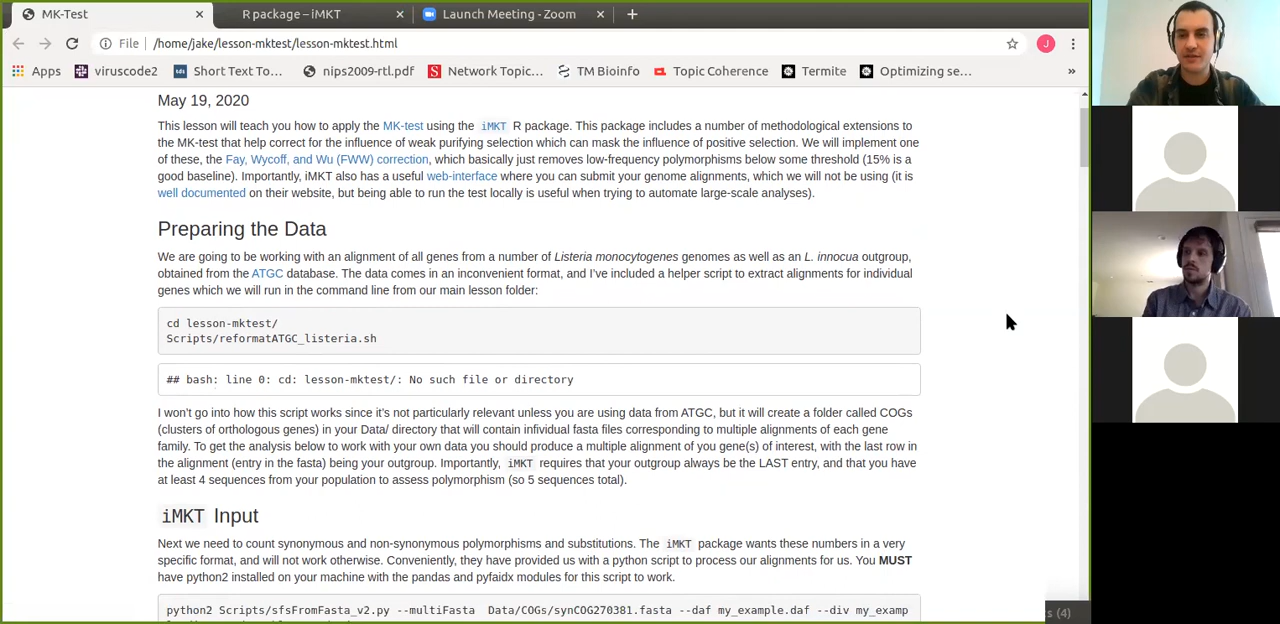 MK-Test
R package – iMKT
Launch Meeting - Zoom
File
/home/jake/lesson-mktest/lesson-mktest.html
J
Apps
viruscode2
Short Text To…
nips2009-rtl.pdf
Network Topic…
TM Bioinfo
Topic Coherence
Termite
Optimizing se…
»
May 19, 2020
This lesson will teach you how to apply the MK-test using the iMKT R package. This package includes a number of methodological extensions to
the MK-test that help correct for the influence of weak purifying selection which can mask the influence of positive selection. We will implement one
of these, the Fay, Wycoff, and Wu (FWW) correction, which basically just removes low-frequency polymorphisms below some threshold (15% is a
good baseline). Importantly, iMKT also has a useful web-interface where you can submit your genome alignments, which we will not be using (it is
well documented on their website, but being able to run the test locally is useful when trying to automate large-scale analyses).
Preparing the Data
We are going to be working with an alignment of all genes from a number of Listeria monocytogenes genomes as well as an L. innocua outgroup,
obtained from the ATGC database. The data comes in an inconvenient format, and I've included a helper script to extract alignments for individual
genes which we will run in the command line from our main lesson folder:
cd lesson-mktest/
Scripts/reformatATGC_listeria.sh
## bash: line 0: cd: lesson-mktest/: No such file or directory
I won't go into how this script works since it's not particularly relevant unless you are using data from ATGC, but it will create a folder called COGs
(clusters of orthologous genes) in your Data/ directory that will contain infividual fasta files corresponding to multiple alignments of each gene
family. To get the analysis below to work with your own data you should produce a multiple alignment of you gene(s) of interest, with the last row in
the alignment (entry in the fasta) being your outgroup. Importantly, iMKT requires that your outgroup always be the LAST entry, and that you have
at least 4 sequences from your population to assess polymorphism (so 5 sequences total).
iMKT Input
Next we need to count synonymous and non-synonymous polymorphisms and substitutions. The iMKT package wants these numbers in a very
specific format, and will not work otherwise. Conveniently, they have provided us with a python script to process our alignments for us. You MUST
have python2 installed on your machine with the pandas and pyfaidx modules for this script to work.
python2 Scripts/sfsFromFasta_v2.py --multiFasta Data/COGs/synCOG270381.fasta --daf my_example.daf --div my_examp
s (4)